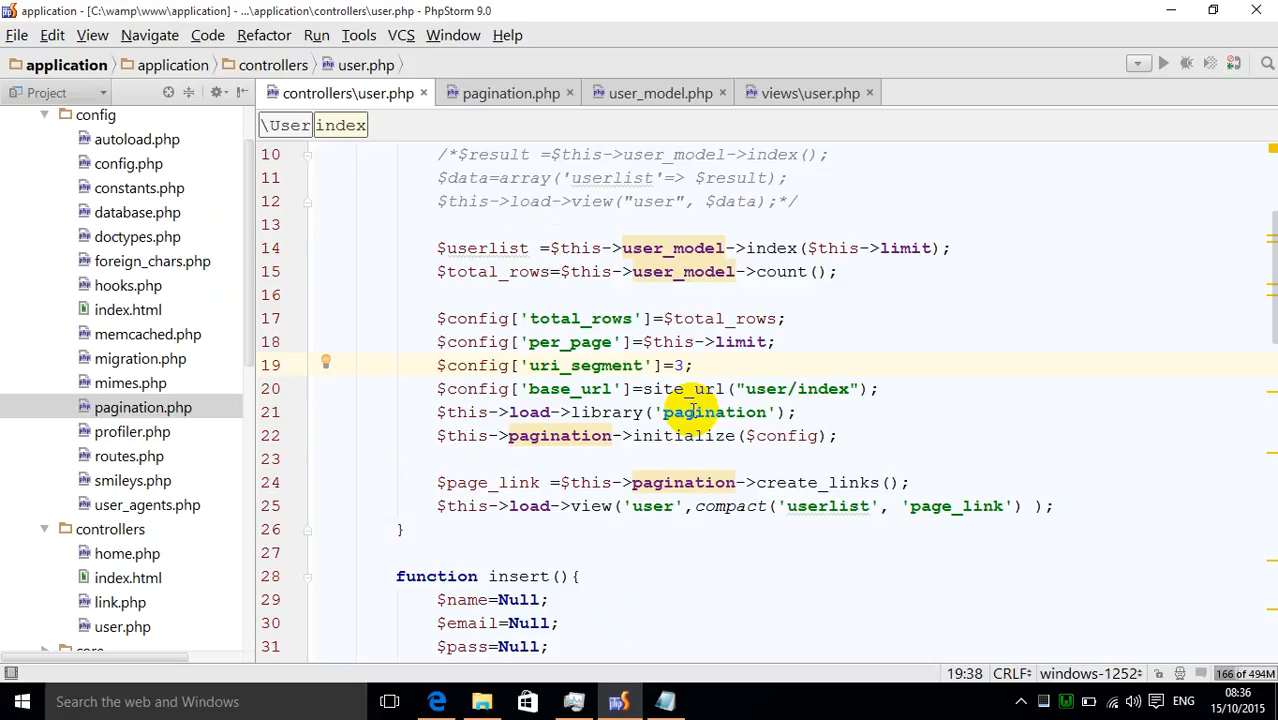 application - [C:\wamp\www\application] - ...\application\controllers\user.php - PhpStorm 9.0
File Edit View Navigate Code Refactor Run Tools VCS Window Help
application application controllers user.php
Project
controllers\user.php pagination.php user_model.php views\user.php
\User index
config
autoload.php
config.php
constants.php
database.php
doctypes.php
foreign_chars.php
hooks.php
index.html
memcached.php
migration.php
mimes.php
pagination.php
profiler.php
routes.php
smileys.php
user_agents.php
controllers
home.php
index.html
link.php
user.php
core
10 /*$result =$this->user_model->index();
11 $data=array('userlist'=> $result);
12 $this->load->view("user", $data);*/
13
14 $userlist =$this->user_model->index($this->limit);
15 $total_rows=$this->user_model->count();
16
17 $config['total_rows']=$total_rows;
18 $config['per_page']=$this->limit;
19 $config['uri_segment']=3;
20 $config['base_url']=site_url("user/index");
21 $this->load->library('pagination');
22 $this->pagination->initialize($config);
23
24 $page_link =$this->pagination->create_links();
25 $this->load->view('user',compact('userlist', 'page_link') );
26 }
27
28 function insert(){
29 $name=Null;
30 $email=Null;
31 $pass=Null;
19:38 CRLF÷ windows-1252÷ 166 of 494M
Search the web and Windows
ENG
08:36
15/10/2015